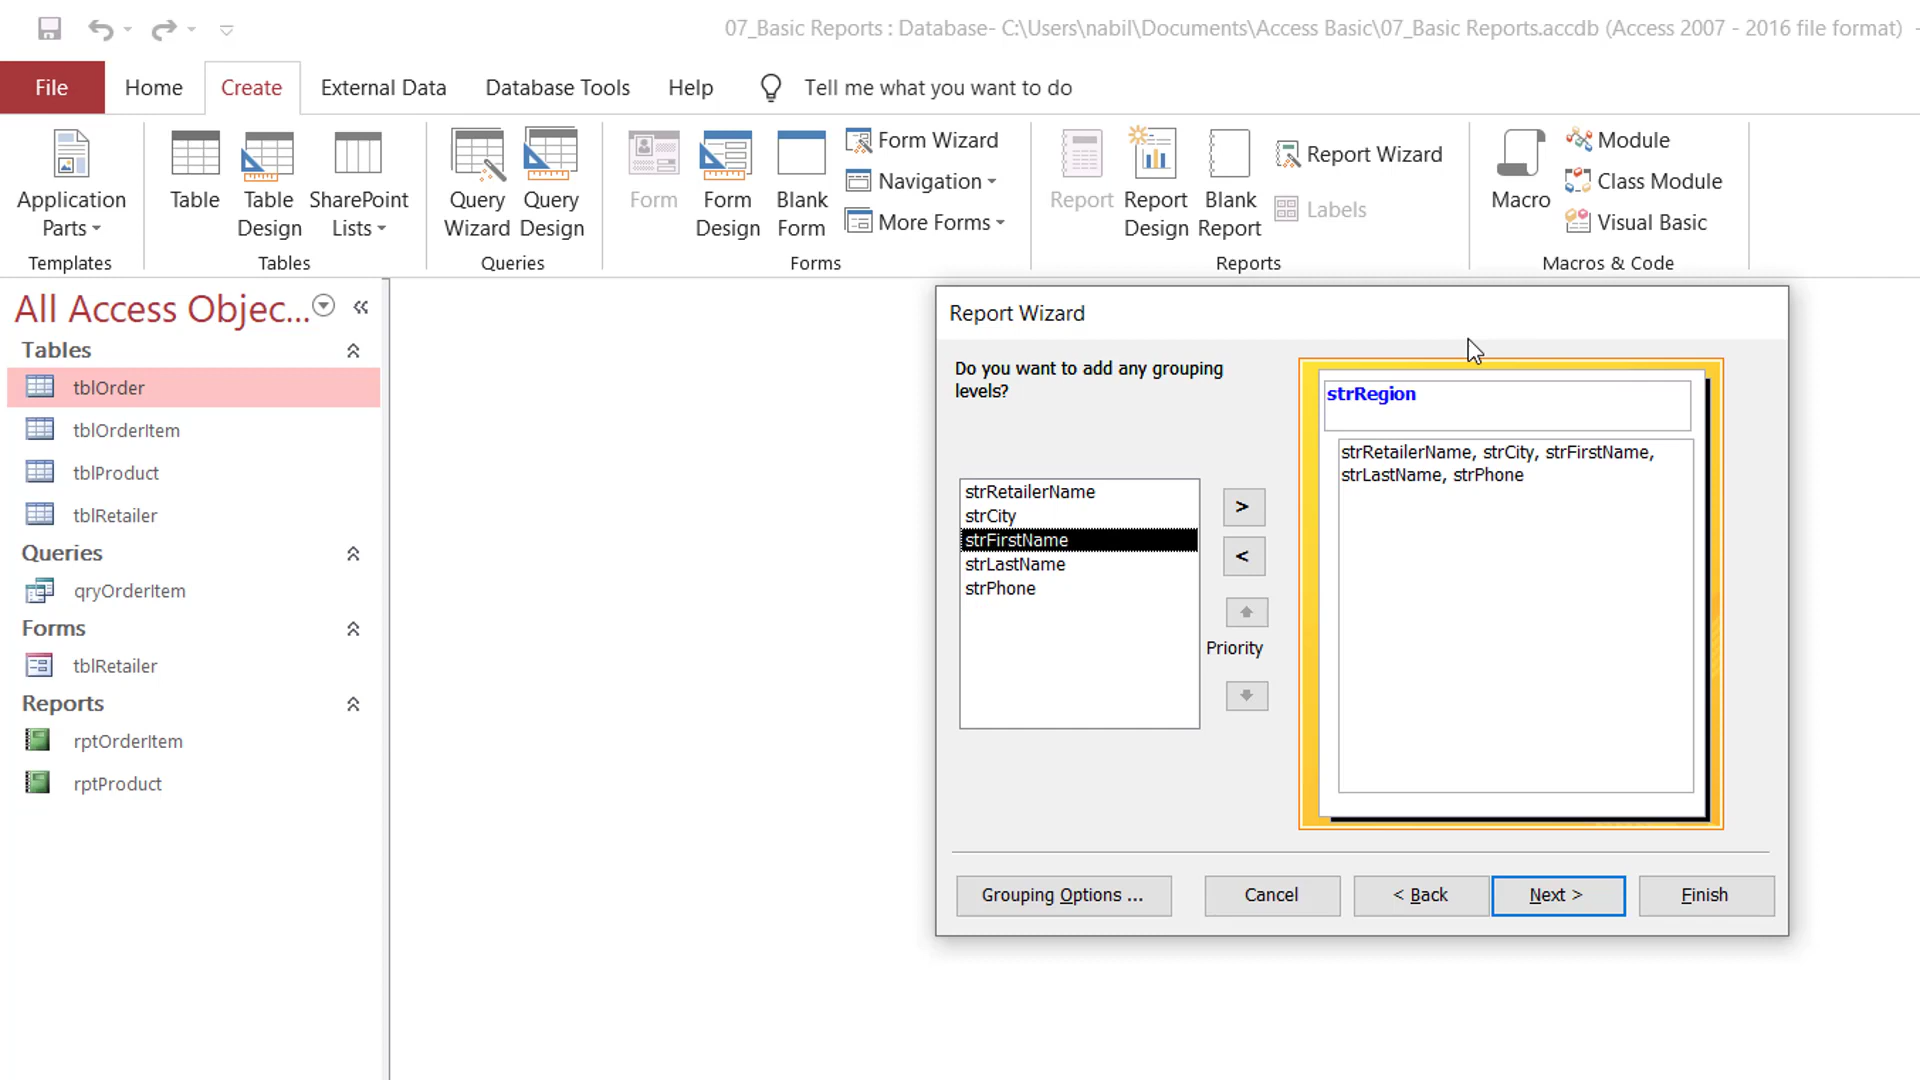 07_Basic Reports : Database- C:\Users\nabil\Documents\Access Basic\07_Basic Reports.accdb (Access 2007 - 2016 file format) -
File
Home
Create
External Data
Database Tools
Help
Tell me what you want to do
Application
Parts
Templates
Table
Table
Design
SharePoint
Lists
Tables
Query
Wizard
Query
Design
Queries
Form
Form
Design
Blank
Form
Form Wizard
Navigation
More Forms
Forms
Report
Report
Design
Blank
Report
Report Wizard
Labels
Reports
Macro
Module
Class Module
Visual Basic
Macros & Code
All Access Objec...
Tables
tblOrder
tblOrderItem
tblProduct
tblRetailer
Queries
qryOrderItem
Forms
tblRetailer
Reports
rptOrderItem
rptProduct
Report Wizard
Do you want to add any grouping
levels?
strRetailerName
strCity
strFirstName
strLastName
strPhone
>
<
Priority
strRegion
strRetailerName, strCity, strFirstName,
strLastName, strPhone
Grouping Options ...
Cancel
< Back
Next >
Finish